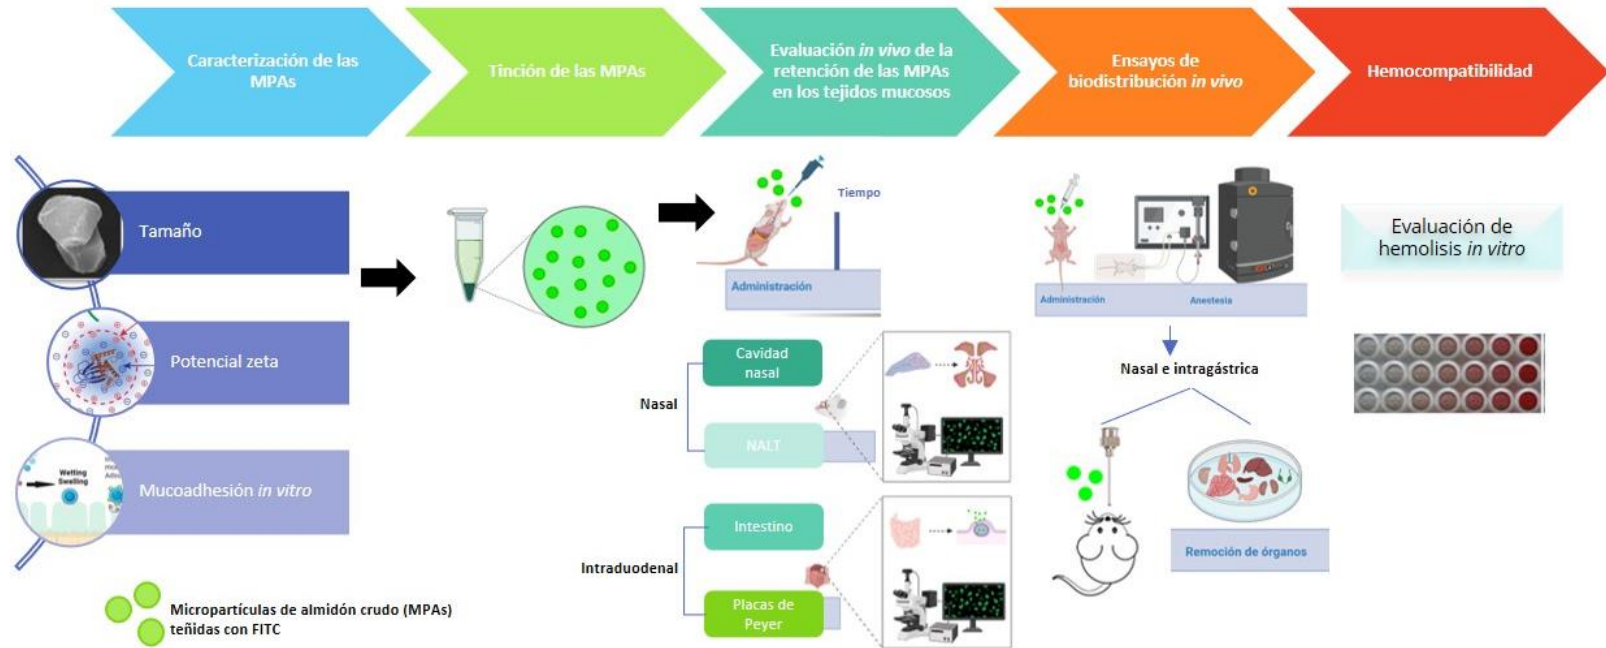 Caracterización de las
MPAs
Tinción de las MPAs
Evaluación in vivo de la
retención de las MPAs
en los tejidos mucosos
Ensayos de
biodistribución in vivo
Hemocompatibilidad
Tamaño
Potencial zeta
Wetting
Swelling
Mucoadhesión in vitro
Micropartículas de almidón crudo (MPAs)
teñidas con FITC
Tiempo
Administración
Nasal
Cavidad
nasal
NALT
Intraduodenal
Intestino
Placas de
Peyer
Administración
Anestesia
Nasal e intragástrica
Remoción de órganos
Evaluación de
hemolisis in vitro